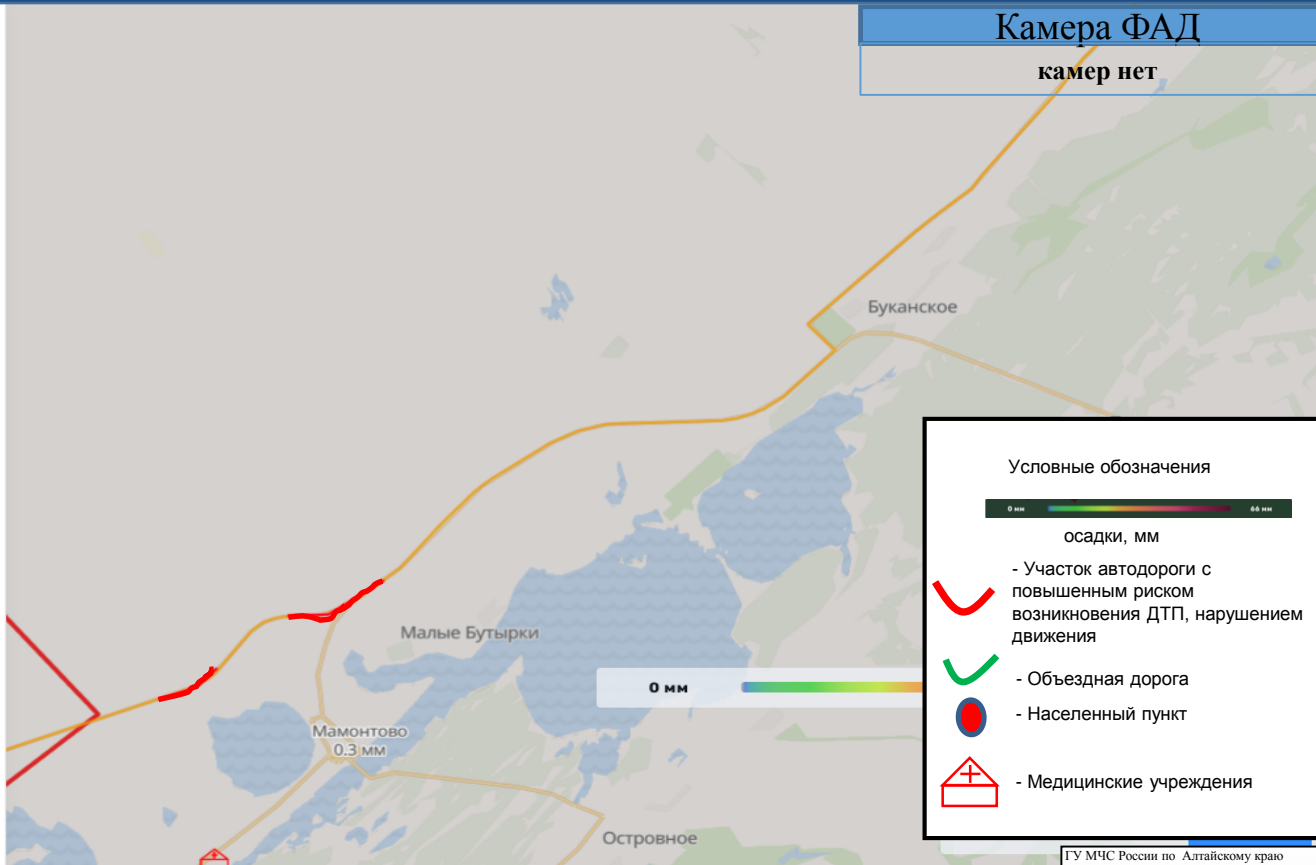 Камера ФАД
камер нет
Буканское
Условные обозначения
0 мм 66 мм
осадки, мм
- Участок автодороги с
повышенным риском
возникновения ДТП, нарушением
движения
Малые Бутырки
- Объездная дорога
0 мм
- Населенный пункт
Мамонтово
0.3 мм
- Медицинские учреждения
Островное
ГУ МЧС России по Алтайскому краю